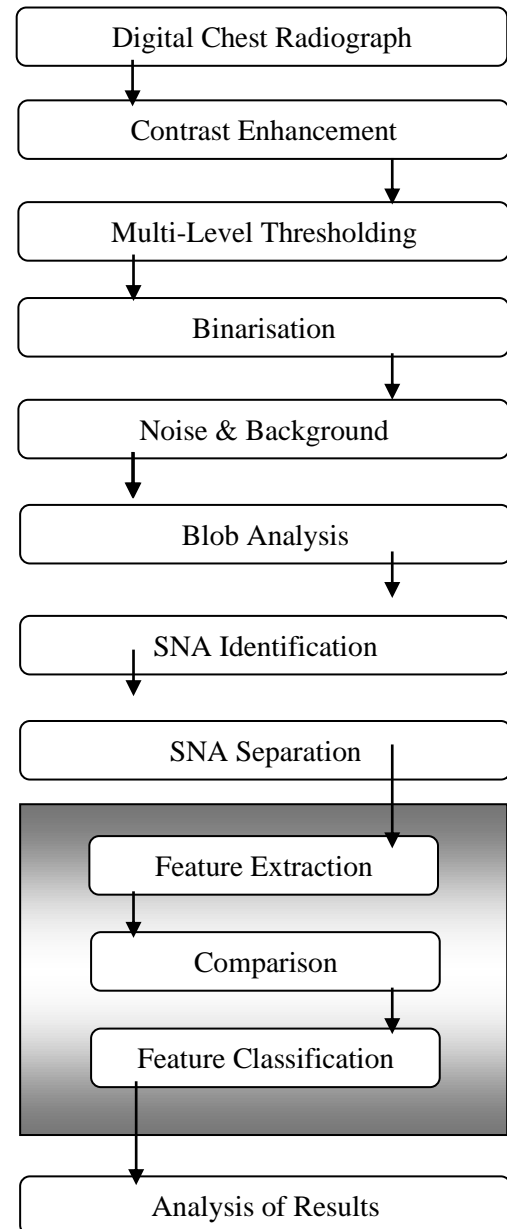 Digital Chest Radiograph
Contrast Enhancement
Multi-Level Thresholding
Binarisation
Noise & Background
Blob Analysis
SNA Identification
SNA Separation
Feature Extraction
Comparison
Feature Classification
Analysis of Results